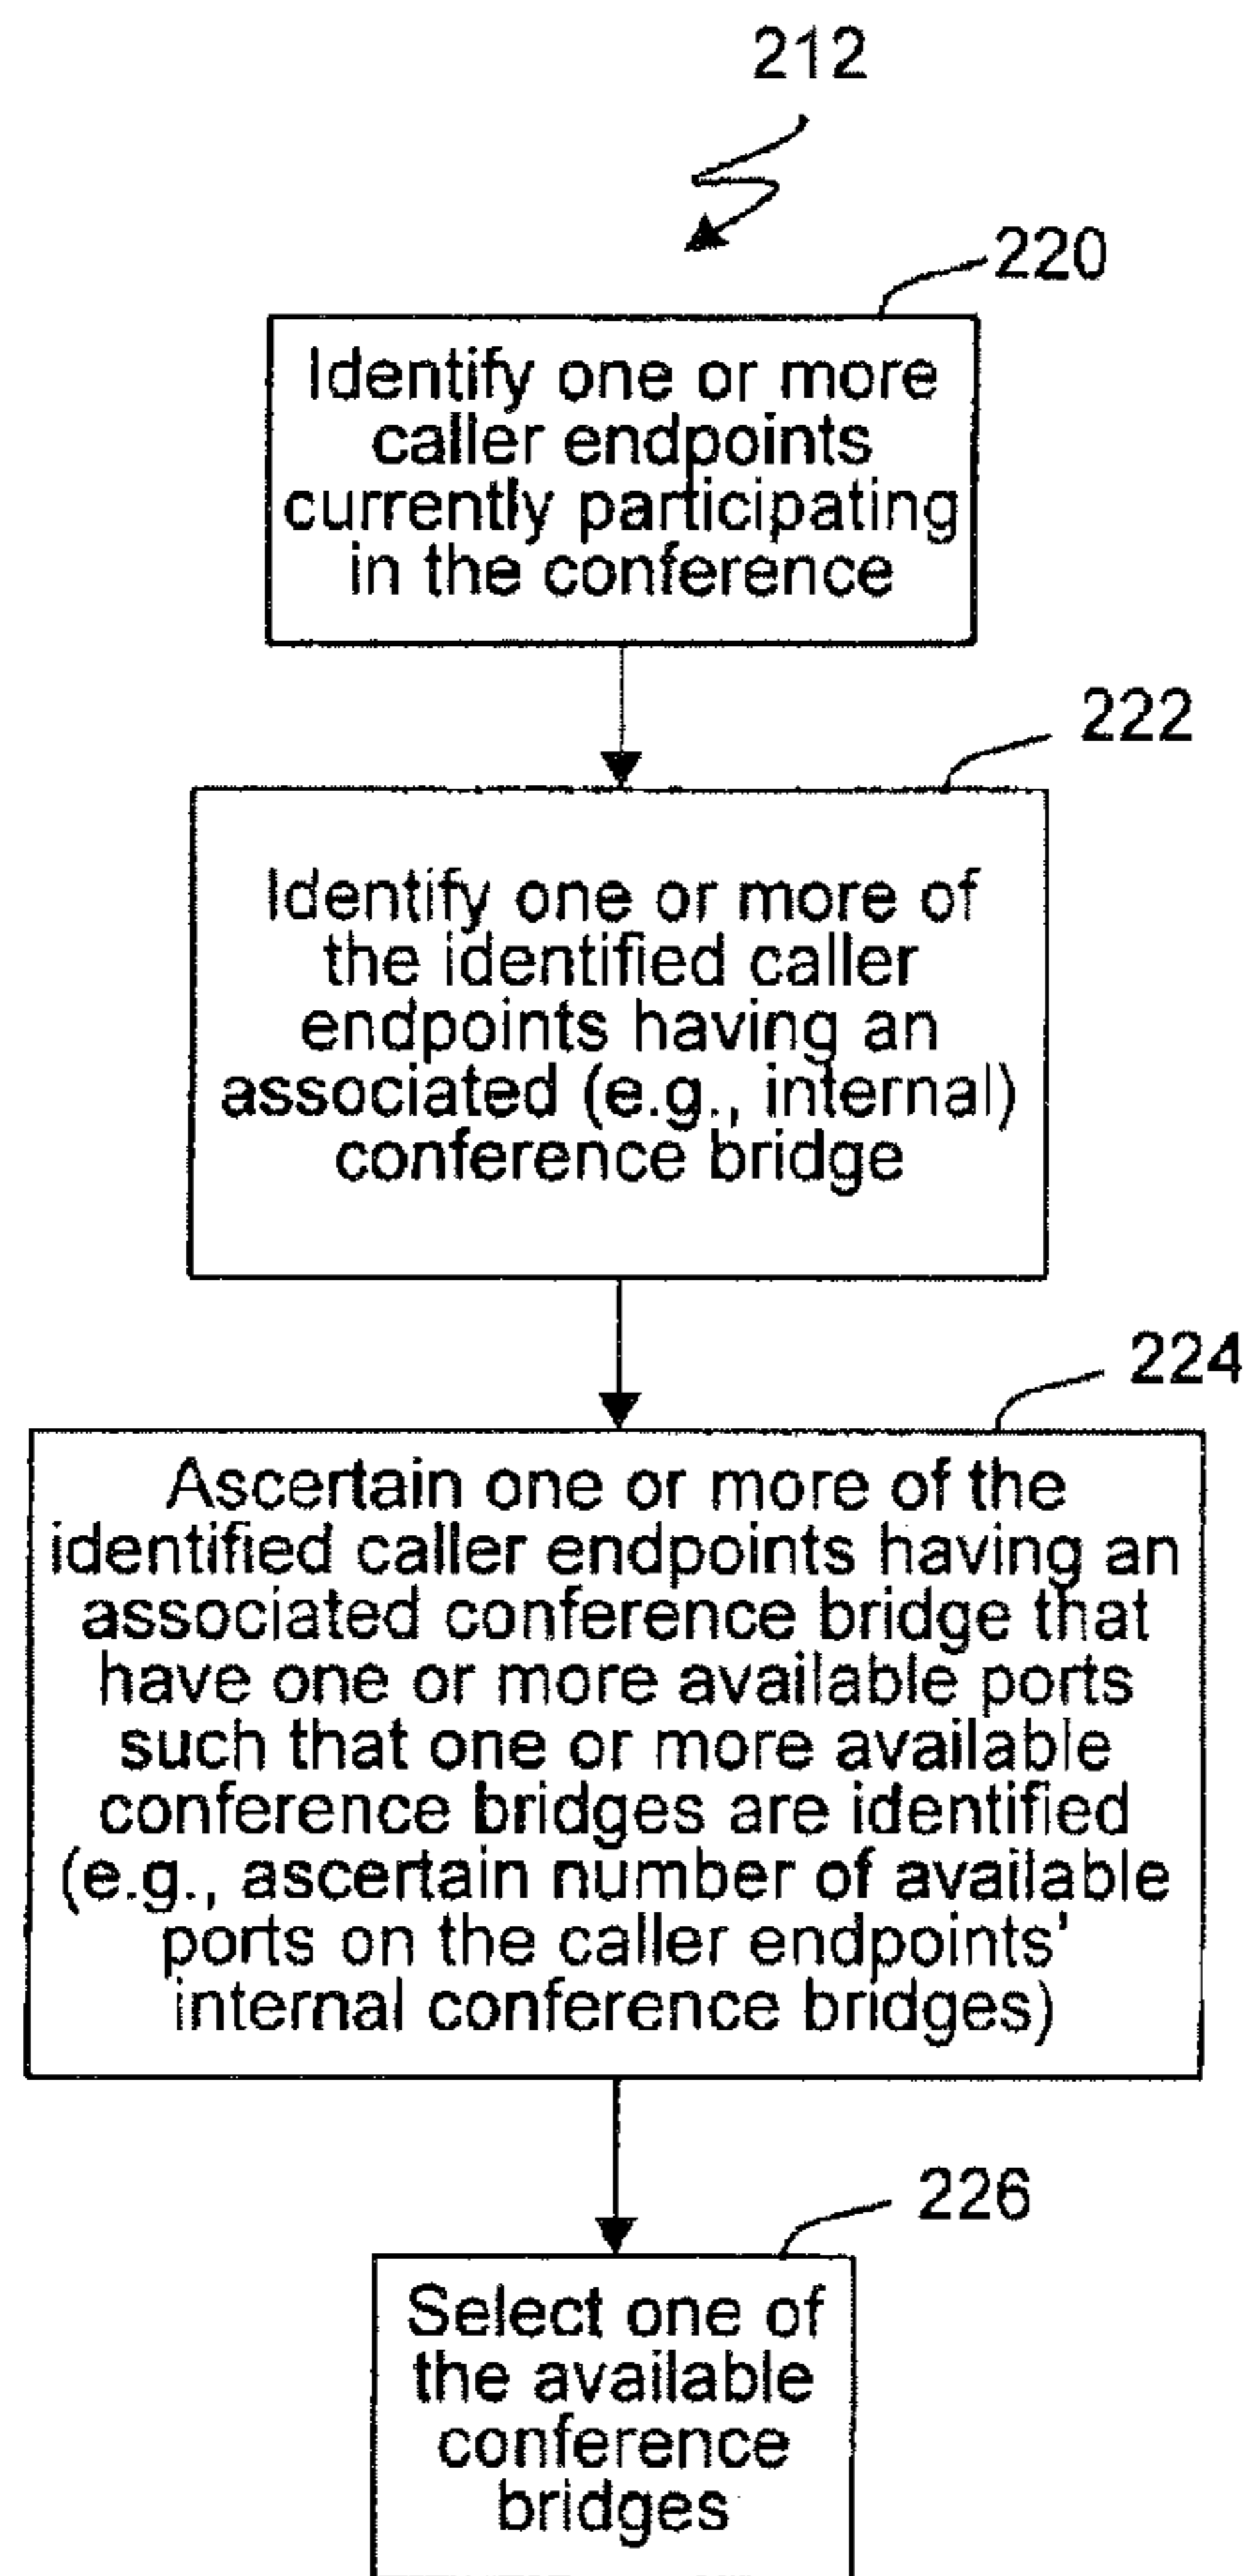 212
220
Identify one or more
caller endpoints
currently participating
in the conference
222
Identify one or more of
the identified caller
endpoints having an
associated (e.g., internal)
conference bridge
224
Ascertain one or more of the
identified caller endpoints having an
associated conference bridge that
have one or more available ports
such that one or more available
conference bridges are identified
(e.g., ascertain number of available
ports on the caller endpoints'
internal conference bridges)
226
Select one of
the available
conference
bridges